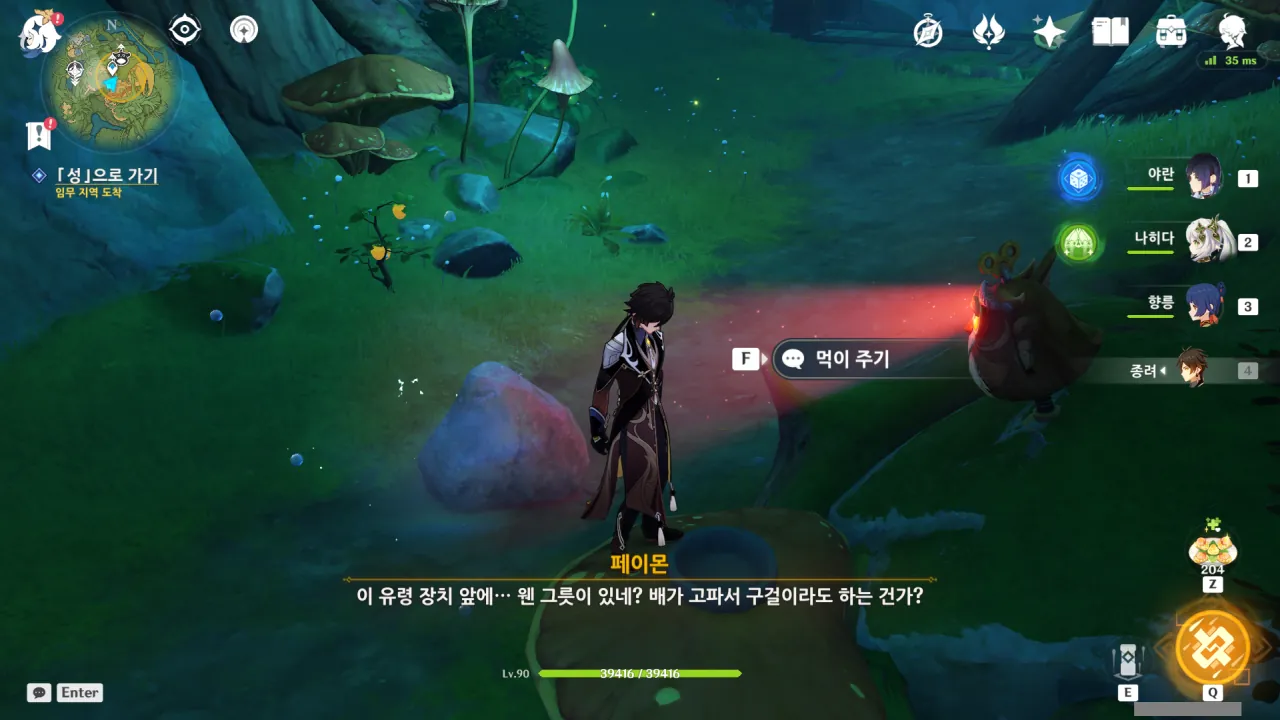 N
35 ms
「성」으로 가기
임무 지역 도착
야란
1
나히다
2
향릉
3
종려
4
F
먹이 주기
페이몬
이 유령 장치 앞에… 웬 그릇이 있네? 배가 고파서 구걸이라도 하는 건가?
204
Z
Lv.90
39416 / 39416
Enter
E
Q